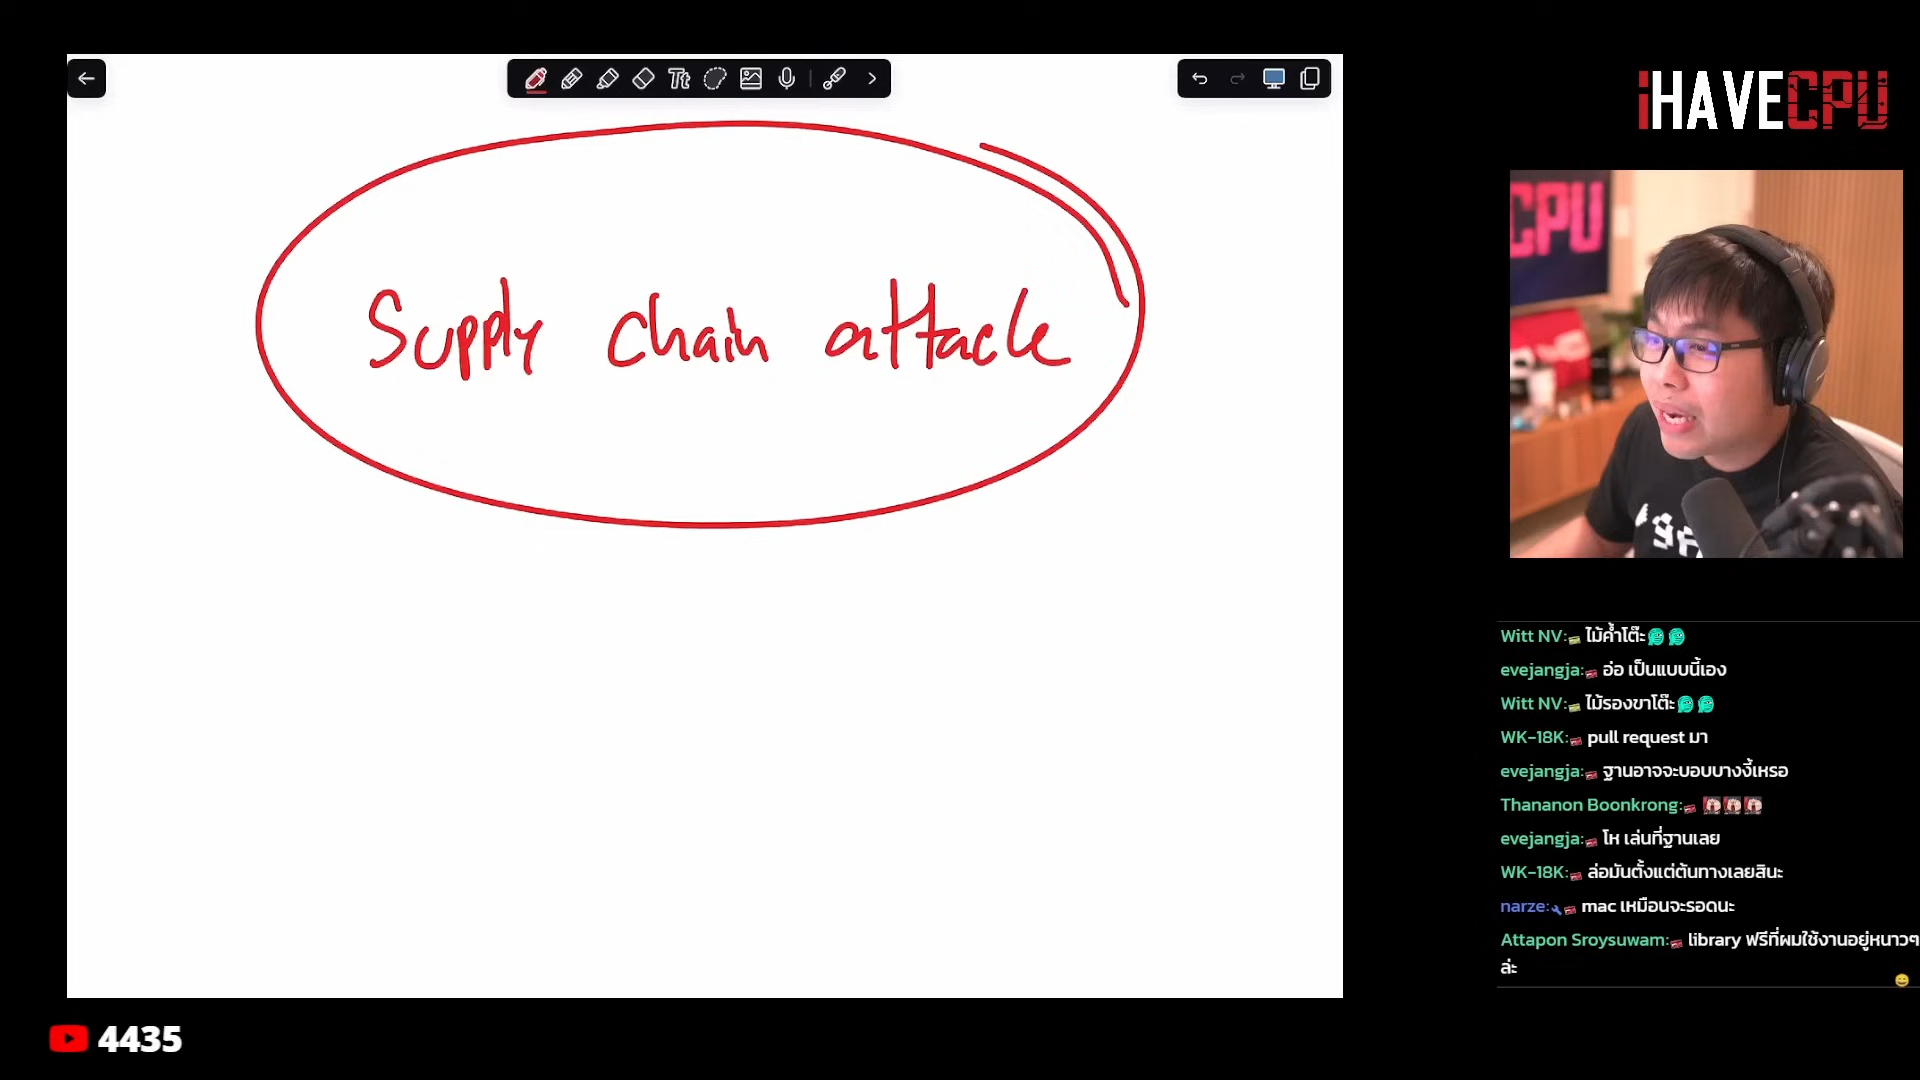 Tt
iHAVECPU
Supply chain attack
CPU
Witt NV: ไม้ค้ำโต๊ะ
evejangja: อ่อ เป็นแบบนี้เอง
Witt NV: ไม้รองขาโต๊ะ
WK-18K: pull request มา
evejangja: ฐานอาจจะบอบบางงี้เหรอ
Thananon Boonkrong:
evejangja: โห เล่นที่ฐานเลย
WK-18K: ล่อมันตั้งแต่ต้นทางเลยสินะ
narze: mac เหมือนจะรอดนะ
Attapon Sroysuwam: library ฟรีที่ผมใช้งานอยู่หนาวๆ
ล่ะ
4435